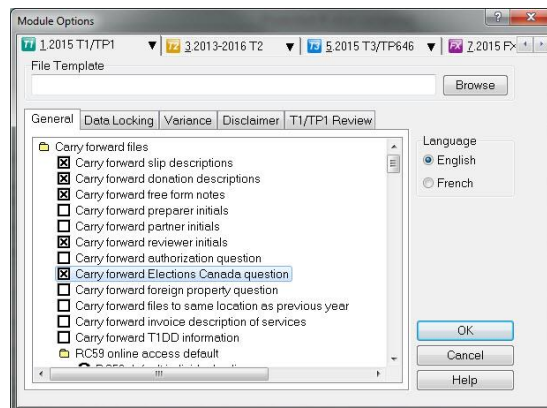 Module Options
T1 1.2015 T1/TP1 T2 3.2013-2016 T2 T3 5.2015 T3/TP646 FX 7.2015 FX
File Template
Browse
General Data Locking Variance Disclaimer T1/TP1 Review
Carry forward files
Carry forward slip descriptions
Carry forward donation descriptions
Carry forward free form notes
Carry forward preparer initials
Carry forward partner initials
Carry forward reviewer initials
Carry forward authorization question
Carry forward Elections Canada question
Carry forward foreign property question
Carry forward files to same location as previous year
Carry forward invoice description of services
Carry forward T1DD information
RC59 online access default
Language
English
French
OK
Cancel
Help